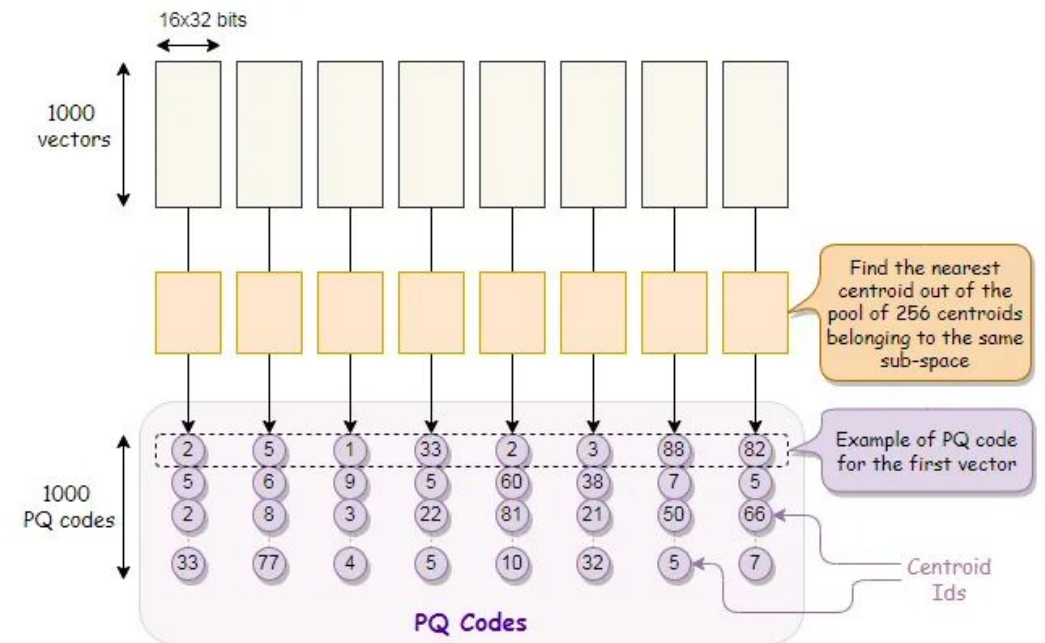 16x32 bits
1000
vectors
Find the nearest
centroid out of the
pool of 256 centroids
belonging to the same
sub-space
2 5 1 33 2 3 88 82
Example of PQ code
for the first vector
5 6 9 5 60 38 7 5
1000
PQ codes
2 8 3 22 81 21 50 66
33 77 4 5 10 32 5 7
Centroid
Ids
PQ Codes